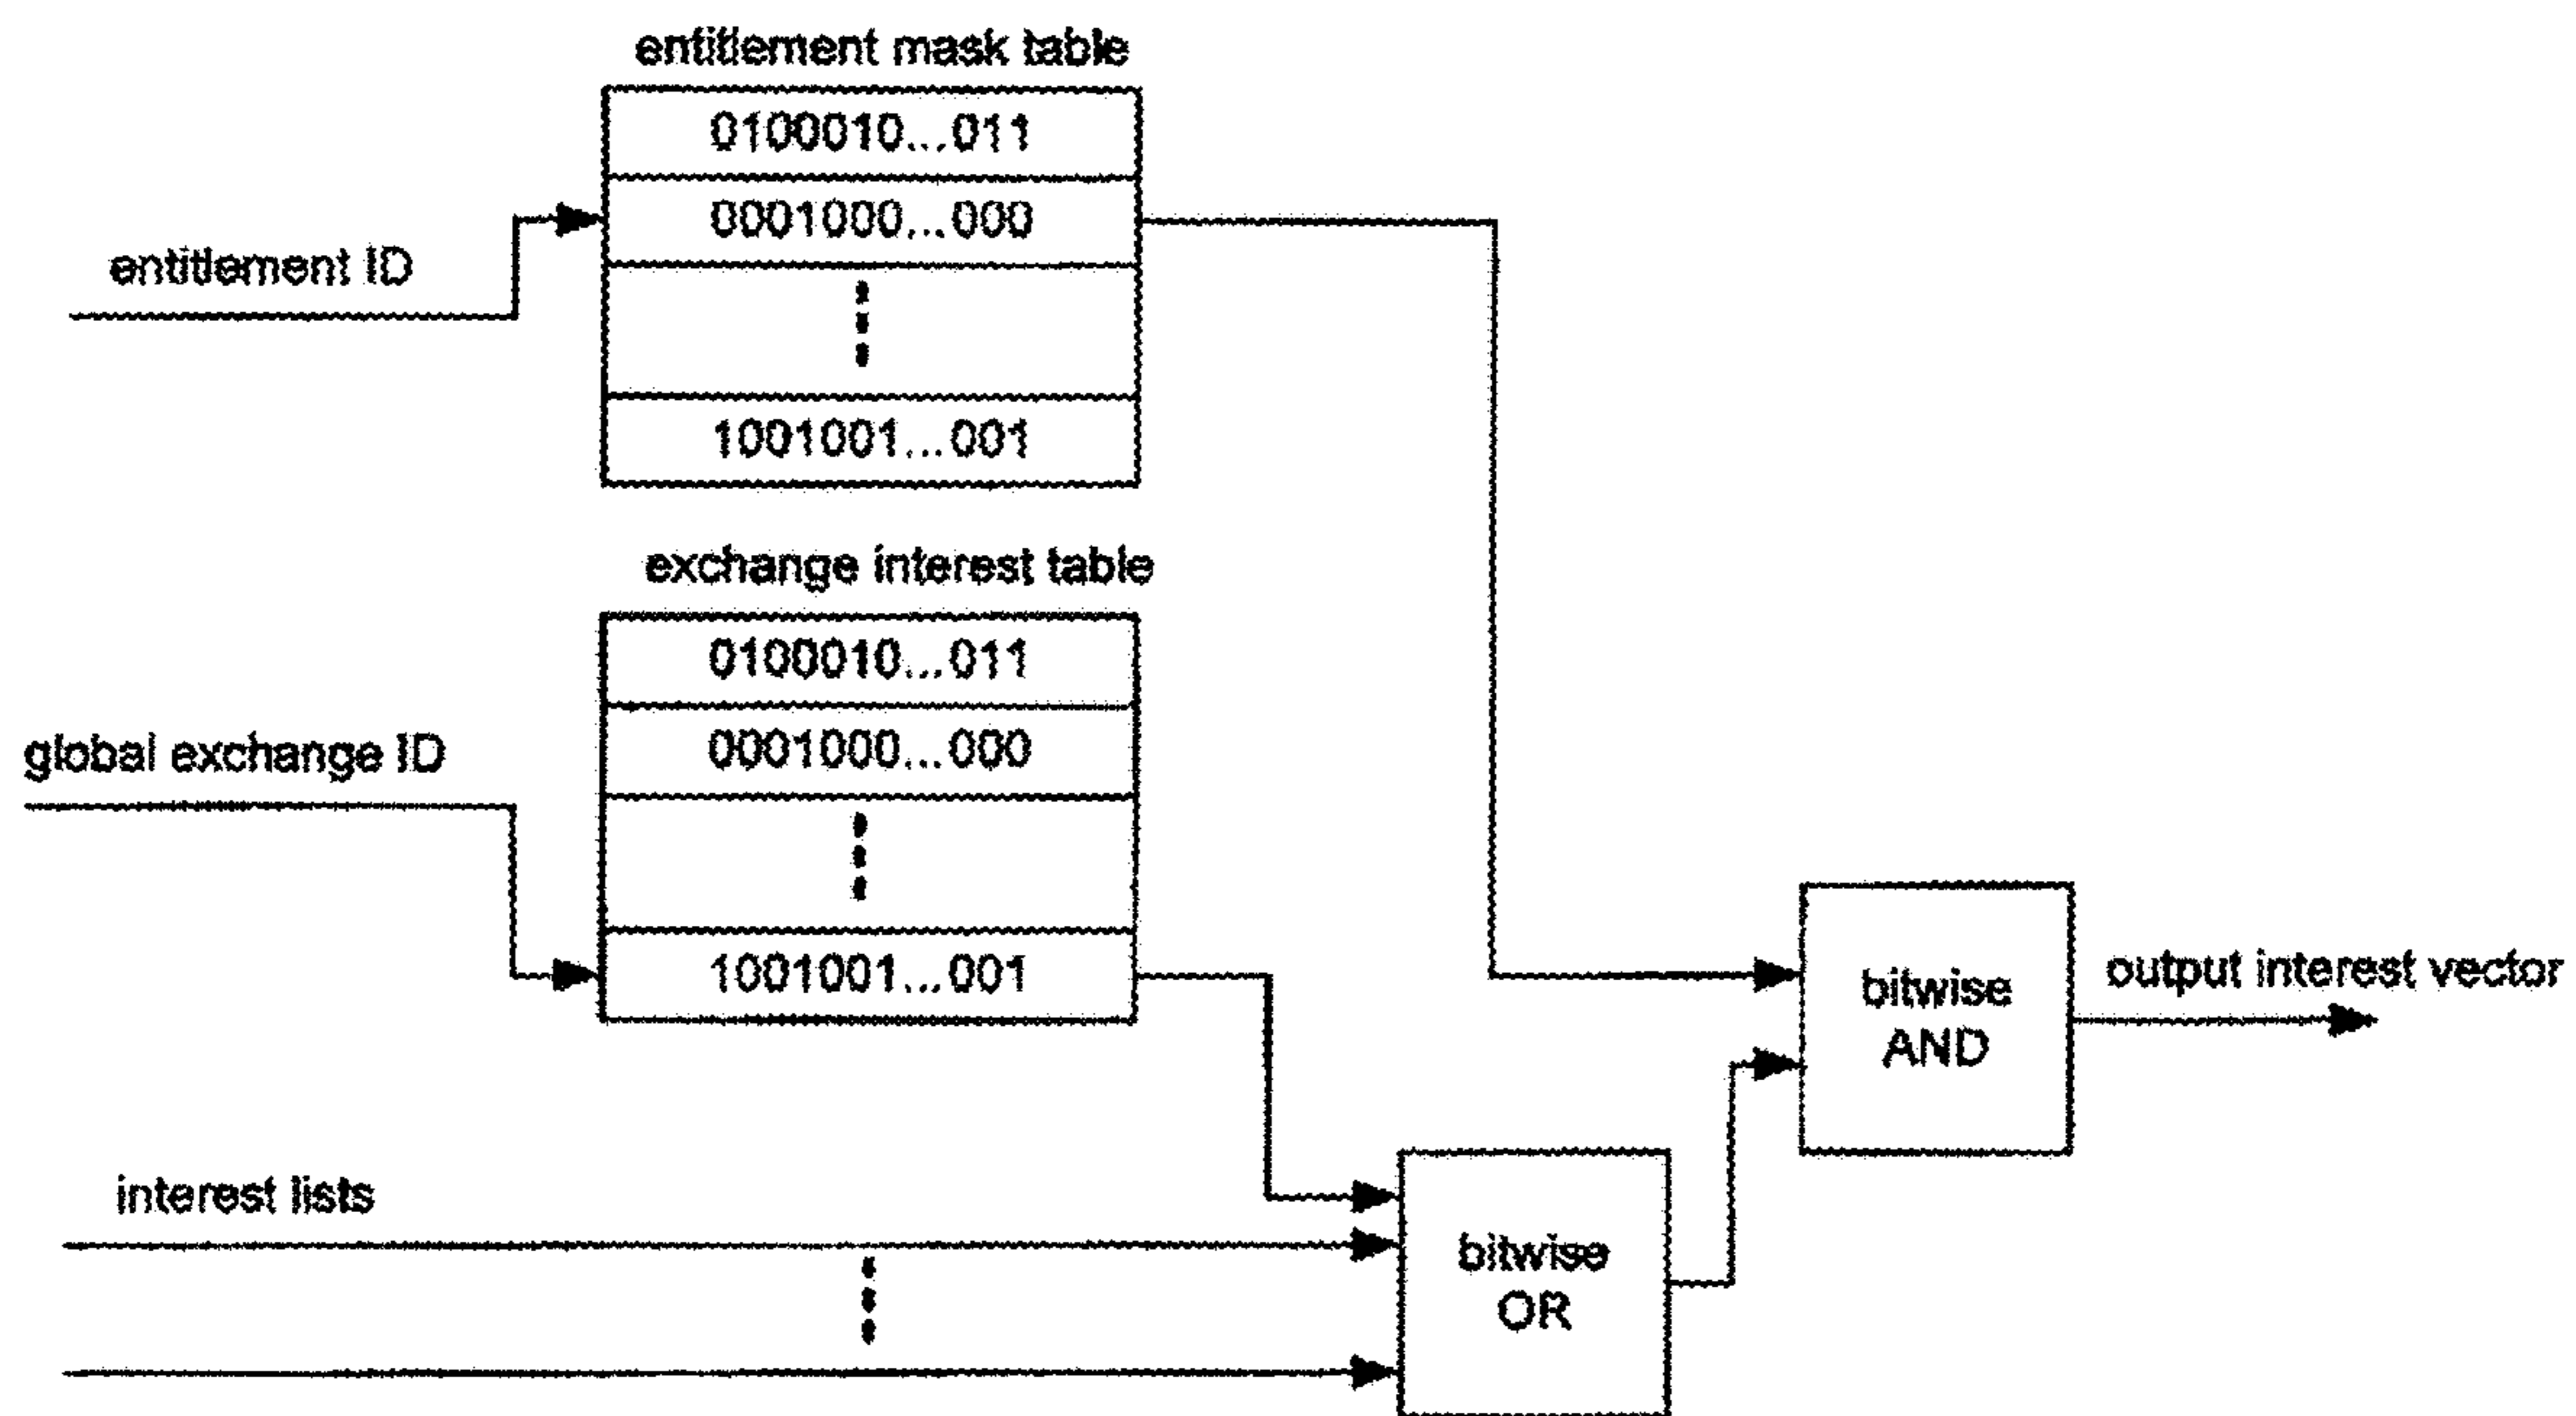 entitlement mask table
0100010...011
0001000...000
1001001...001
entitlement ID
exchange interest table
0100010...011
0001000...000
1001001...001
global exchange ID
interest lists
bitwise
OR
bitwise
AND
output interest vector